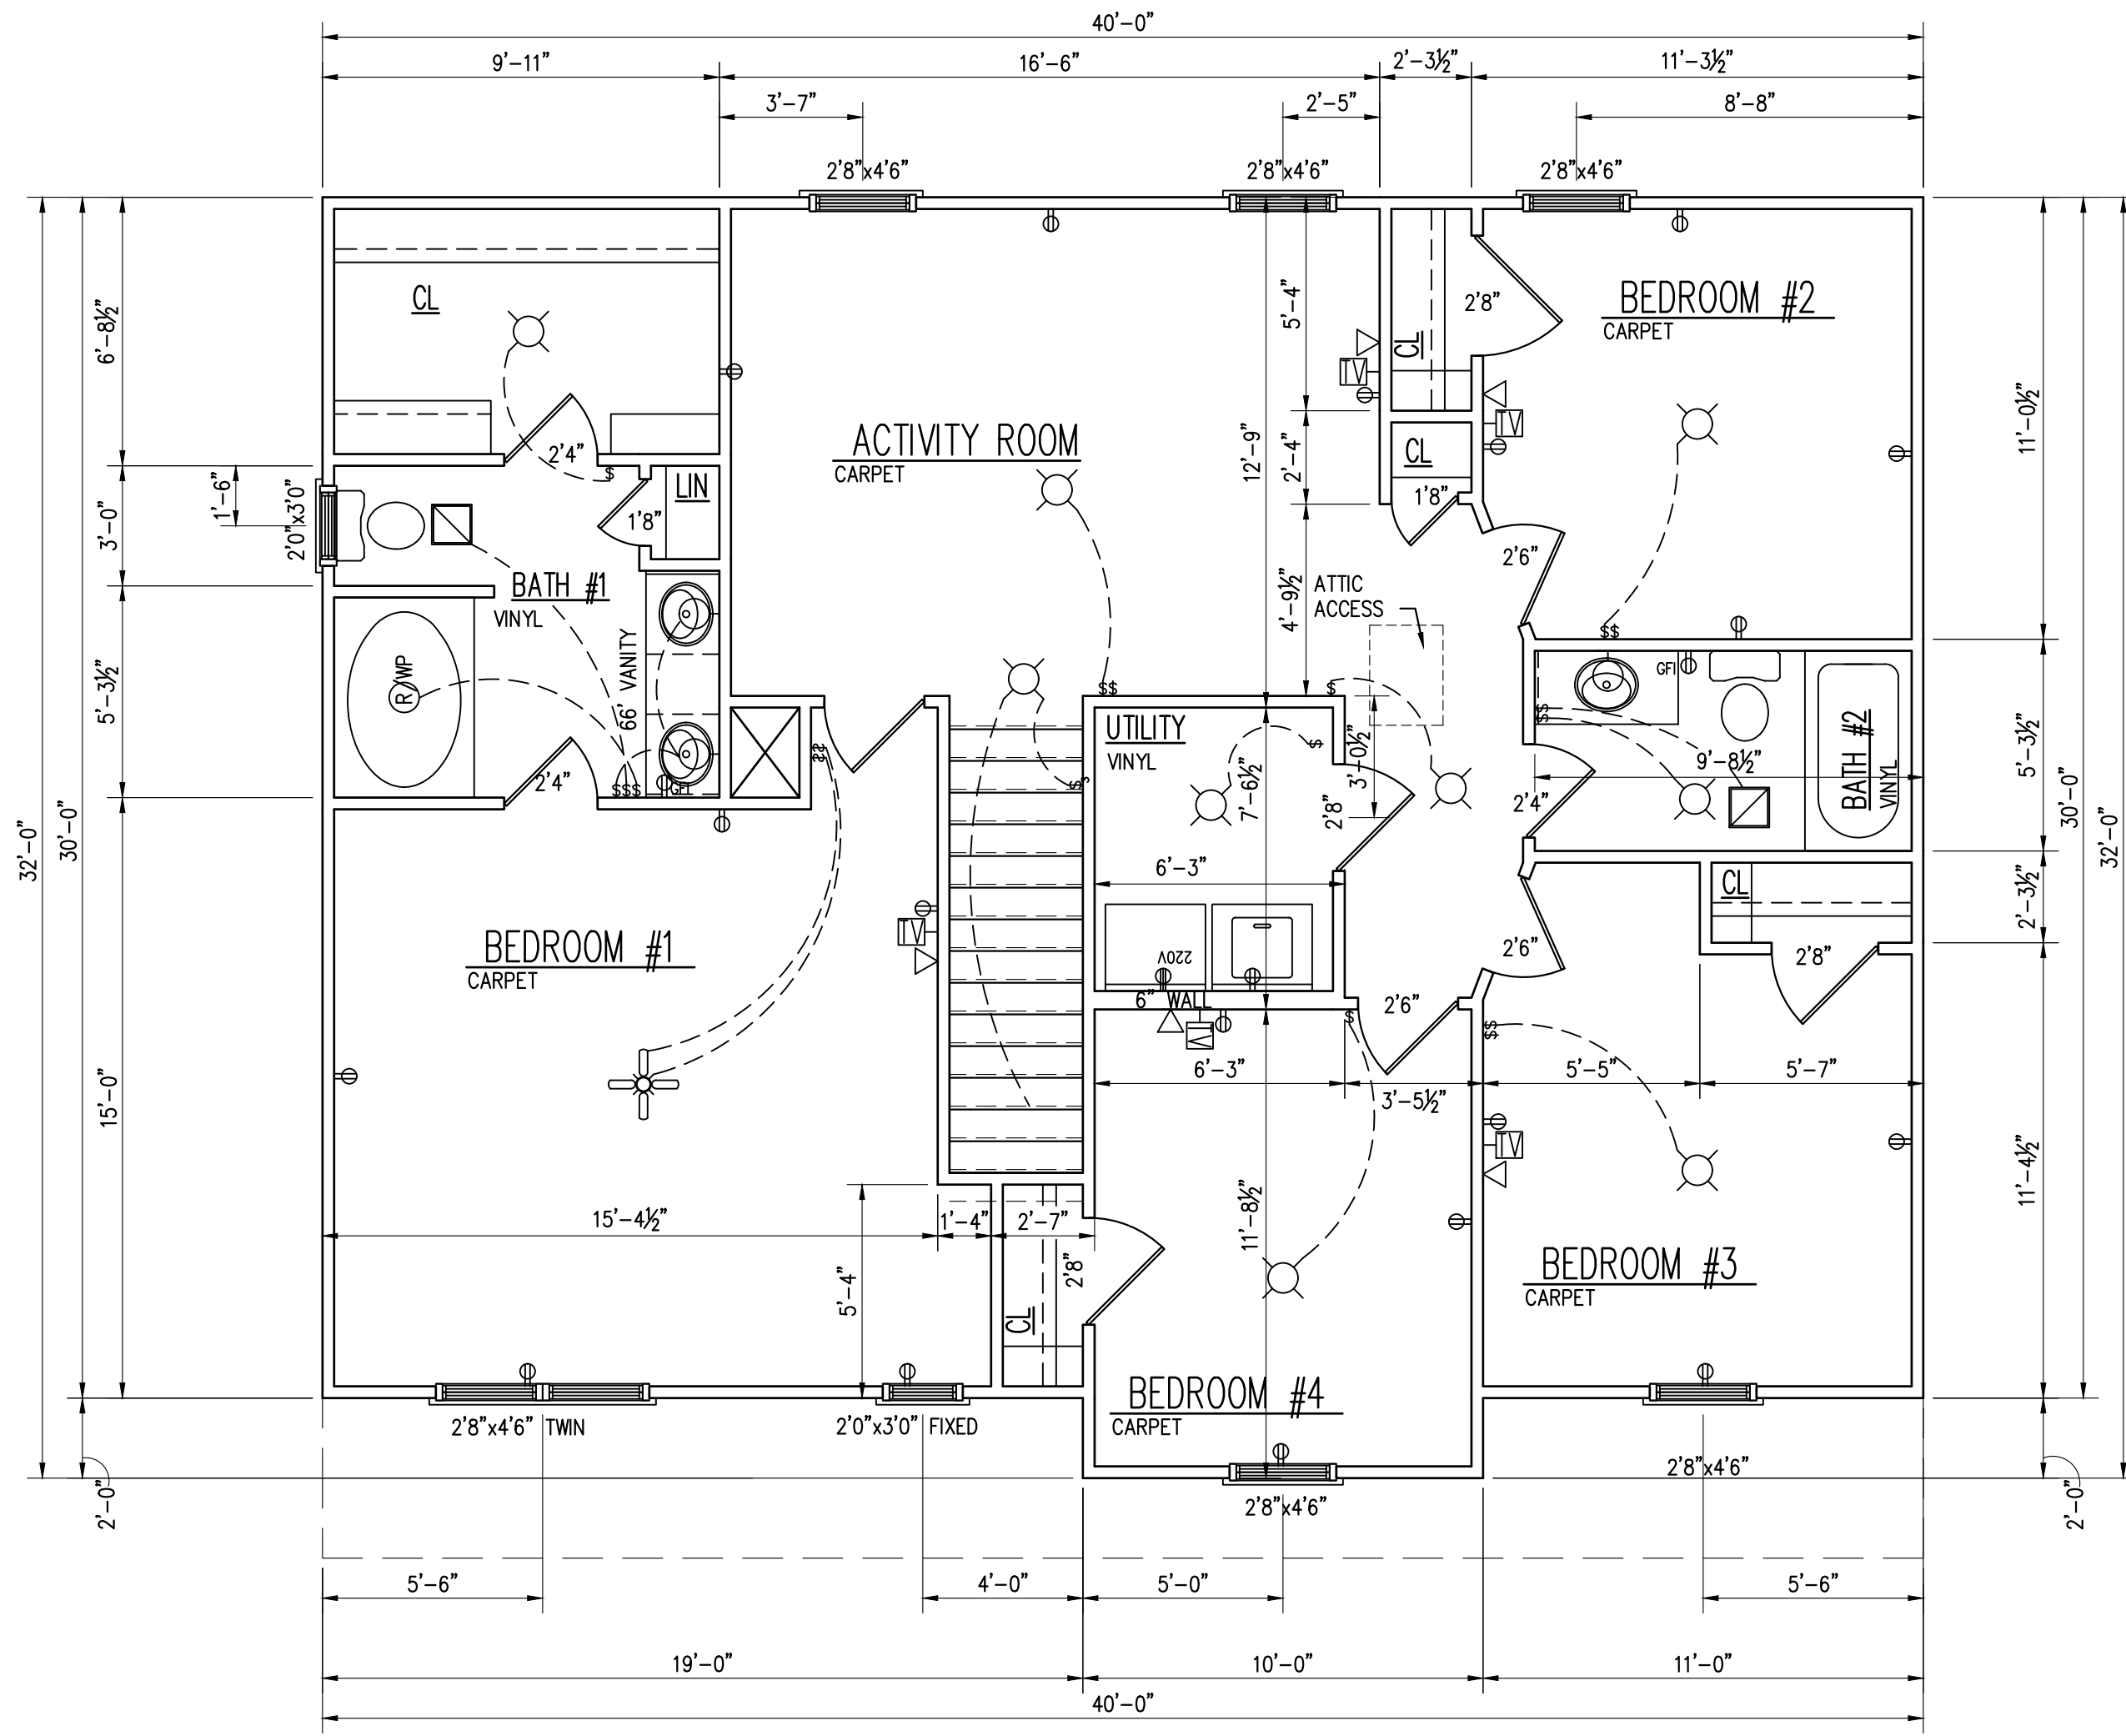 40'-0"
9'-11" 16'-6" 2'-3½" 11'-3½"
3'-7" 2'-5" 8'-8"
2'8"x4'6" 2'8"x4'6" 2'8"x4'6"
CL
2'8"
BEDROOM #2
CARPET
6'-8½"
5'-4"
11'-0½"
CL
TV
TV
ACTIVITY ROOM
CARPET
12'-9"
2'-4"
CL
1'8"
2'4"
$
LIN
1'-6"
3'-0"
2'0"x3'0"
1'8"
2'6"
BATH #1
VINYL
4'-9½"
ATTIC
ACCESS
66" VANITY
R/WP
5'-3½"
$$
$$
$
GFI
$$
UTILITY
VINYL
$
3'-0½"
9'-8½"
BATH #2
VINYL
5'-3½"
30'-0"
32'-0"
32'-0"
30'-0"
2'4"
$$$
GFI
$$
$3
7'-6½"
2'8"
2'4"
6'-3"
CL
2'-3½"
2'6"
2'8"
BEDROOM #1
CARPET
TV
220V
6" WALL
TV
2'6"
$
$$
15'-0"
6'-3" 3'-5½" 5'-5" 5'-7"
TV
11'-4½"
15'-4½" 1'-4" 2'-7"
11'-8½"
5'-4"
2'8"
CL
BEDROOM #3
CARPET
BEDROOM #4
CARPET
2'8"x4'6" TWIN 2'0"x3'0" FIXED
2'8"x4'6"
2'8"x4'6"
2'-0" 2'-0"
5'-6" 4'-0" 5'-0" 5'-6"
19'-0" 10'-0" 11'-0"
40'-0"